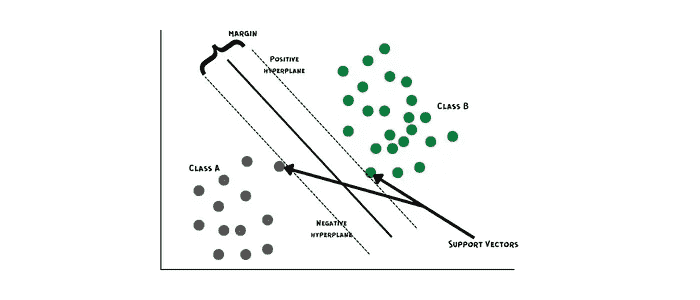 Margin
Positive
hyperplane
Class B
Class A
Negative
hyperplane
Support Vectors